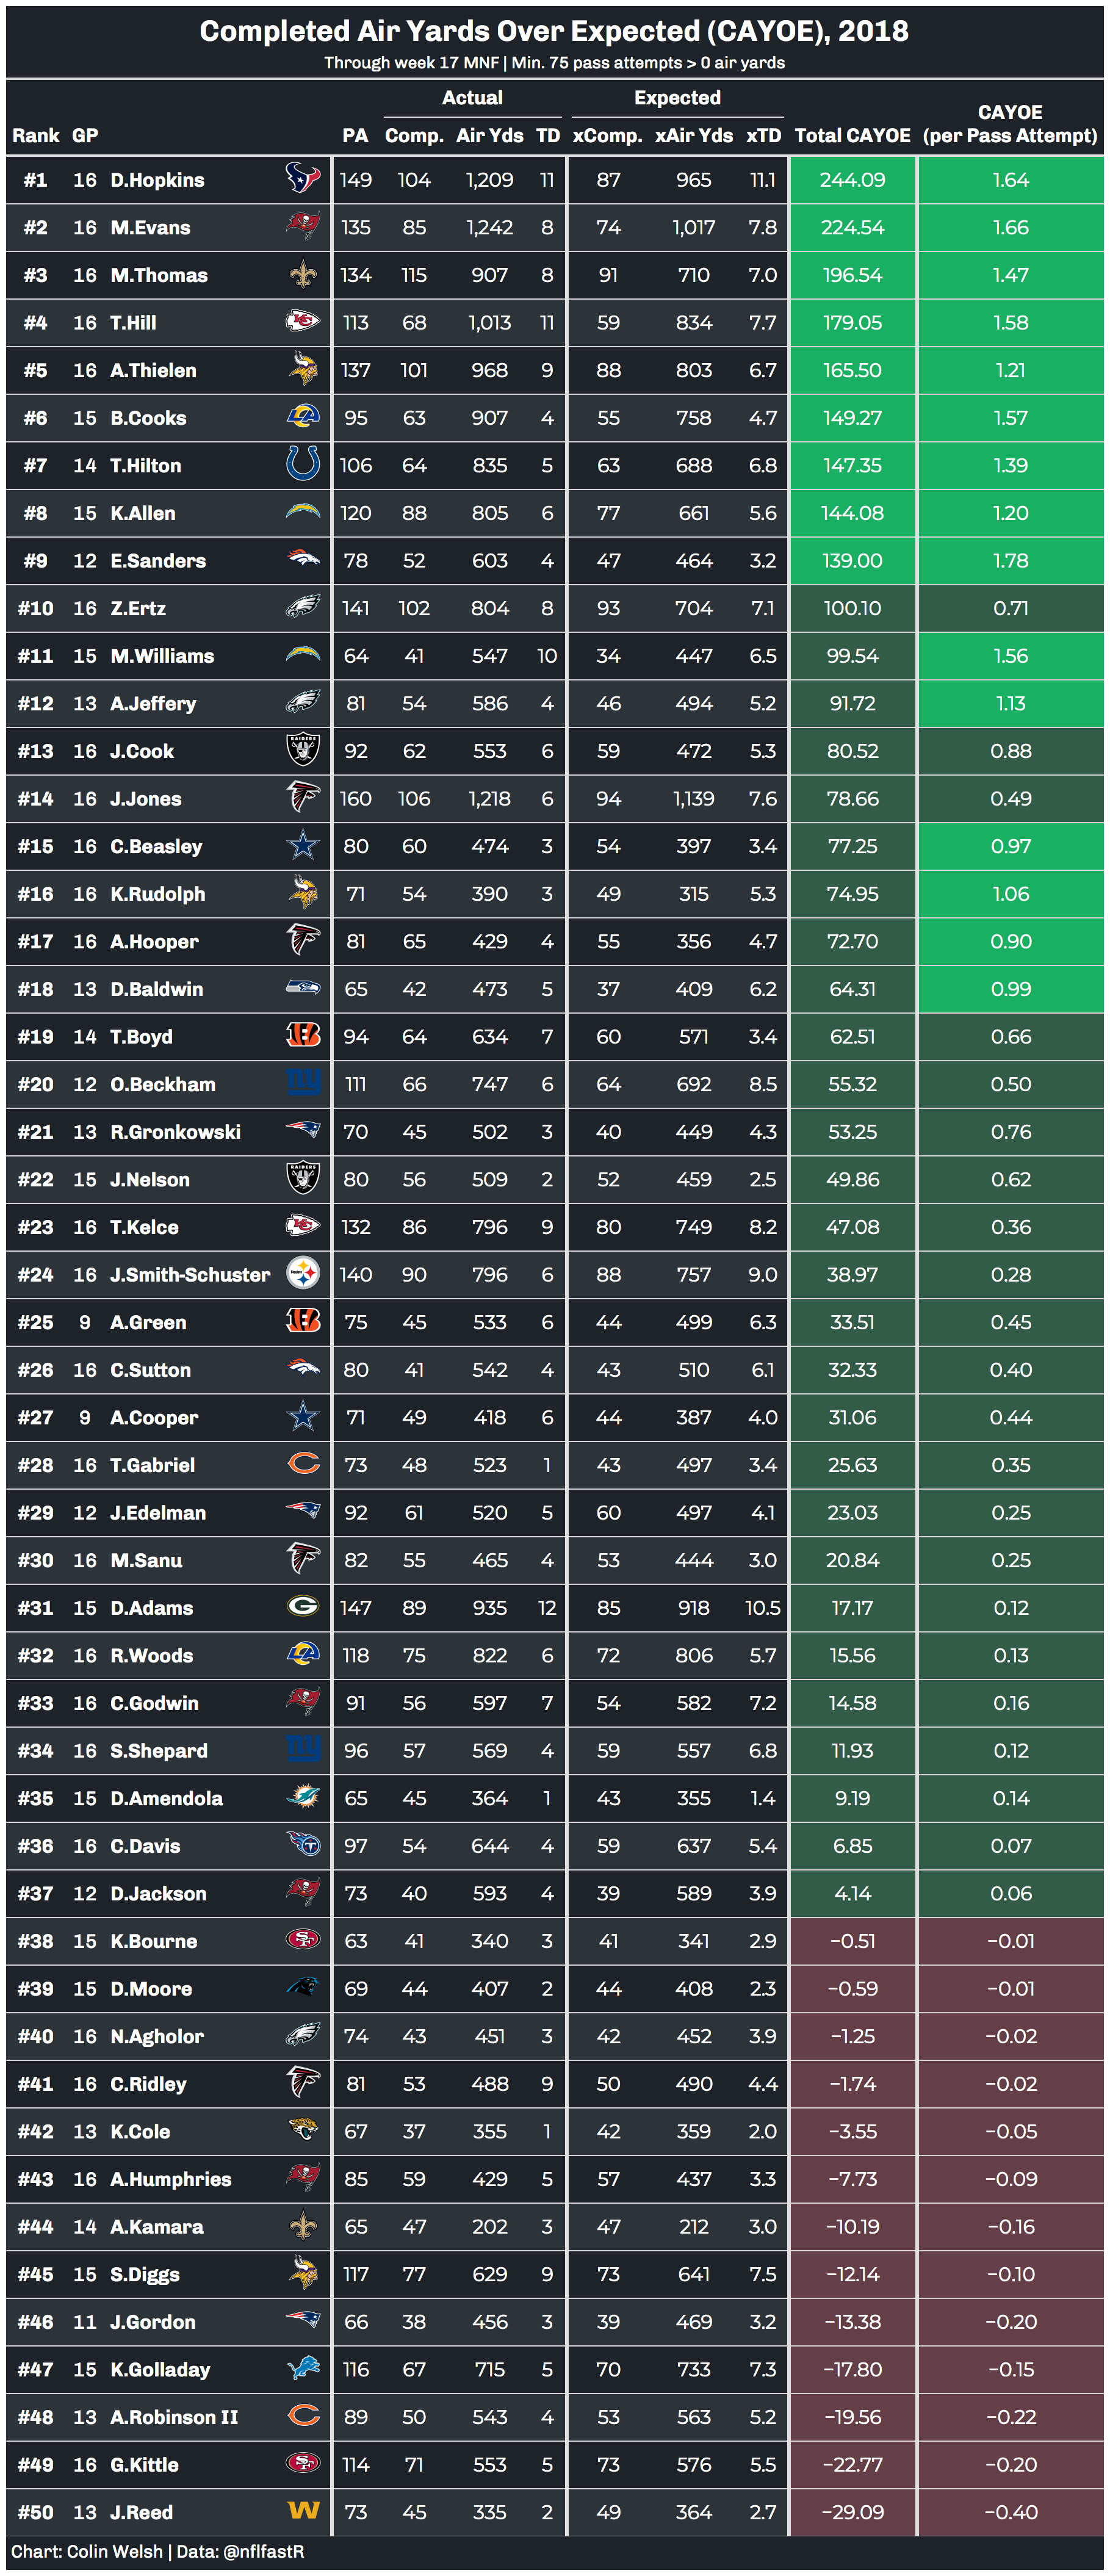 Completed Air Yards Over Expected (CAYOE), 2018
Through week 17 MNF | Min. 75 pass attempts > 0 air yards
Actual Expected
Rank GP PA Comp. Air Yds TD xComp. xAir Yds xTD Total CAYOE CAYOE (per Pass Attempt)
#1 16 D.Hopkins 149 104 1,209 11 87 965 11.1 244.09 1.64
#2 16 M.Evans 135 85 1,242 8 74 1,017 7.8 224.54 1.66
#3 16 M.Thomas 134 115 907 8 91 710 7.0 196.54 1.47
#4 16 T.Hill 113 68 1,013 11 59 834 7.7 179.05 1.58
#5 16 A.Thielen 137 101 968 9 88 803 6.7 165.50 1.21
#6 15 B.Cooks 95 63 907 4 55 758 4.7 149.27 1.57
#7 14 T.Hilton 106 64 835 5 63 688 6.8 147.35 1.39
#8 15 K.Allen 120 88 805 6 77 661 5.6 144.08 1.20
#9 12 E.Sanders 78 52 603 4 47 464 3.2 139.00 1.78
#10 16 Z.Ertz 141 102 804 8 93 704 7.1 100.10 0.71
#11 15 M.Williams 64 41 547 10 34 447 6.5 99.54 1.56
#12 13 A.Jeffery 81 54 586 4 46 494 5.2 91.72 1.13
#13 16 J.Cook RAIDERS 92 62 553 6 59 472 5.3 80.52 0.88
#14 16 J.Jones 160 106 1,218 6 94 1,139 7.6 78.66 0.49
#15 16 C.Beasley 80 60 474 3 54 397 3.4 77.25 0.97
#16 16 K.Rudolph 71 54 390 3 49 315 5.3 74.95 1.06
#17 16 A.Hooper 81 65 429 4 55 356 4.7 72.70 0.90
#18 13 D.Baldwin 65 42 473 5 37 409 6.2 64.31 0.99
#19 14 T.Boyd B 94 64 634 7 60 571 3.4 62.51 0.66
#20 12 O.Beckham ny 111 66 747 6 64 692 8.5 55.32 0.50
#21 13 R.Gronkowski 70 45 502 3 40 449 4.3 53.25 0.76
#22 15 J.Nelson RAIDERS 80 56 509 2 52 459 2.5 49.86 0.62
#23 16 T.Kelce KC 132 86 796 9 80 749 8.2 47.08 0.36
#24 16 J.Smith-Schuster Steelers 140 90 796 6 88 757 9.0 38.97 0.28
#25 9 A.Green B 75 45 533 6 44 499 6.3 33.51 0.45
#26 16 C.Sutton 80 41 542 4 43 510 6.1 32.33 0.40
#27 9 A.Cooper 71 49 418 6 44 387 4.0 31.06 0.44
#28 16 T.Gabriel C 73 48 523 1 43 497 3.4 25.63 0.35
#29 12 J.Edelman 92 61 520 5 60 497 4.1 23.03 0.25
#30 16 M.Sanu 82 55 465 4 53 444 3.0 20.84 0.25
#31 15 D.Adams G 147 89 935 12 85 918 10.5 17.17 0.12
#32 16 R.Woods LA 118 75 822 6 72 806 5.7 15.56 0.13
#33 16 C.Godwin 91 56 597 7 54 582 7.2 14.58 0.16
#34 16 S.Shepard ny 96 57 569 4 59 557 6.8 11.93 0.12
#35 15 D.Amendola 65 45 364 1 43 355 1.4 9.19 0.14
#36 16 C.Davis T 97 54 644 4 59 637 5.4 6.85 0.07
#37 12 D.Jackson 73 40 593 4 39 589 3.9 4.14 0.06
#38 15 K.Bourne SF 63 41 340 3 41 341 2.9 −0.51 −0.01
#39 15 D.Moore 69 44 407 2 44 408 2.3 −0.59 −0.01
#40 16 N.Agholor 74 43 451 3 42 452 3.9 −1.25 −0.02
#41 16 C.Ridley 81 53 488 9 50 490 4.4 −1.74 −0.02
#42 13 K.Cole 67 37 355 1 42 359 2.0 −3.55 −0.05
#43 16 A.Humphries 85 59 429 5 57 437 3.3 −7.73 −0.09
#44 14 A.Kamara 65 47 202 3 47 212 3.0 −10.19 −0.16
#45 15 S.Diggs 117 77 629 9 73 641 7.5 −12.14 −0.10
#46 11 J.Gordon 66 38 456 3 39 469 3.2 −13.38 −0.20
#47 15 K.Golladay 116 67 715 5 70 733 7.3 −17.80 −0.15
#48 13 A.Robinson II C 89 50 543 4 53 563 5.2 −19.56 −0.22
#49 16 G.Kittle SF 114 71 553 5 73 576 5.5 −22.77 −0.20
#50 13 J.Reed W 73 45 335 2 49 364 2.7 −29.09 −0.40
Chart: Colin Welsh | Data: @nflfastR